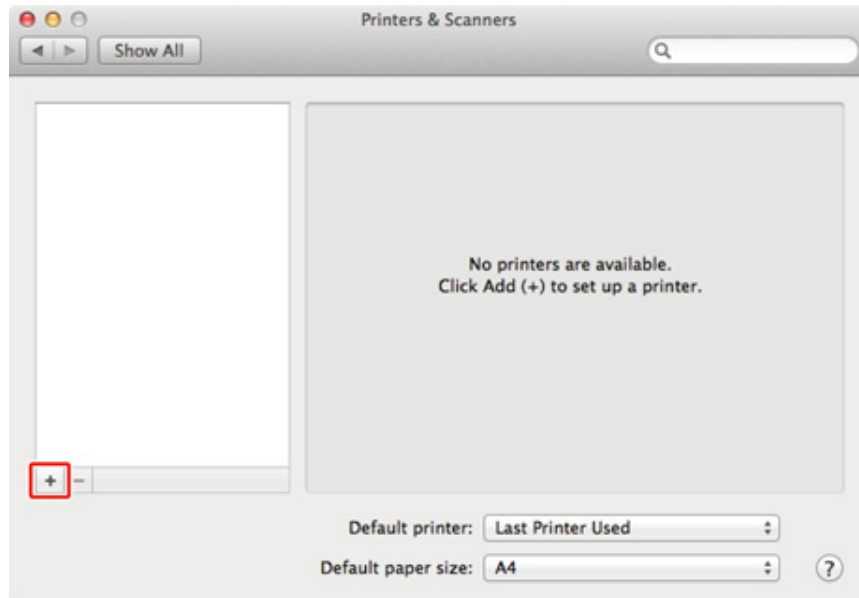 Printers & Scanners
Show All
No printers are available.
Click Add (+) to set up a printer.
+ −
Default printer: Last Printer Used
Default paper size: A4 ?